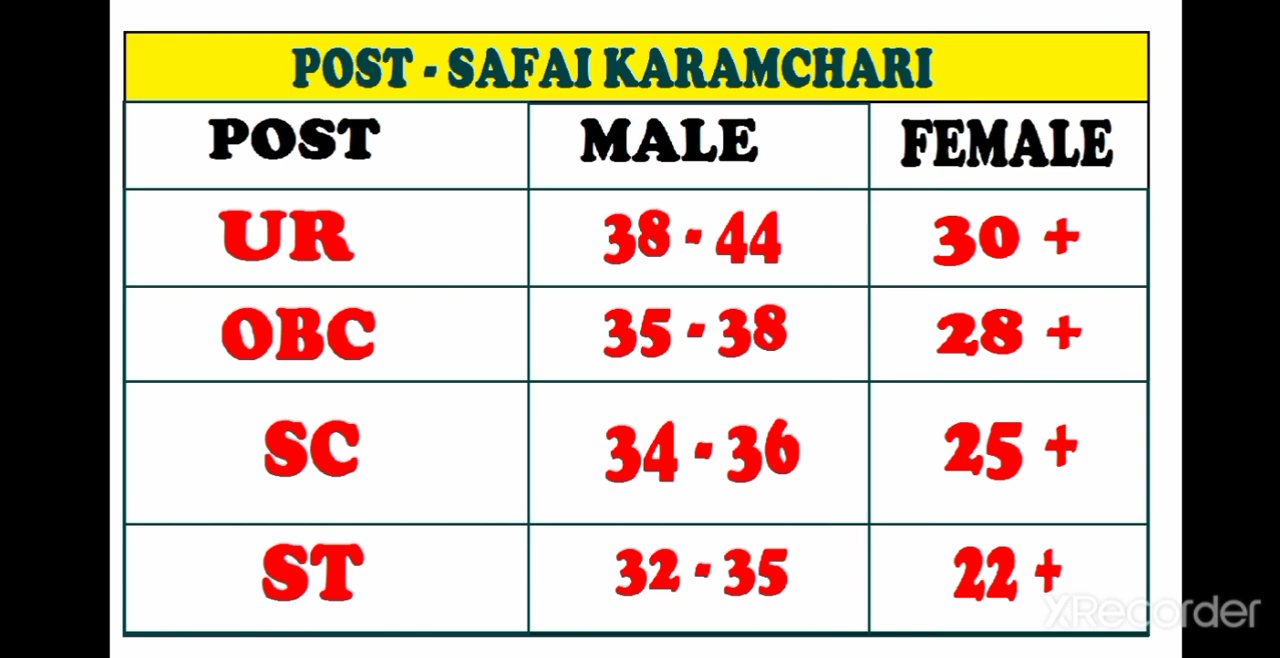 POST - SAFAI KARAMCHARI
POST MALE FEMALE
UR 38 - 44 30 +
OBC 35 - 38 28 +
SC 34 - 36 25 +
ST 32 - 35 22 +
XRecorder